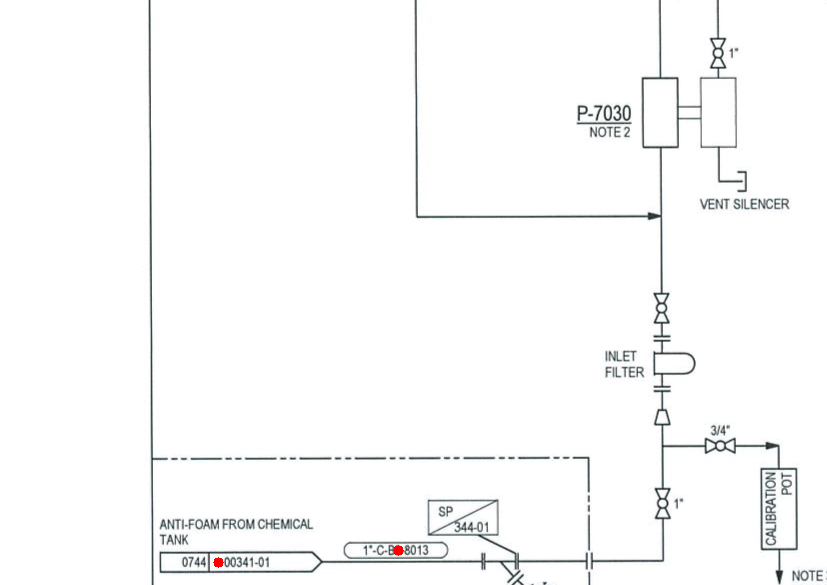 1"
P-7030
NOTE 2
VENT SILENCER
INLET
FILTER
3/4"
CALIBRATION
POT
1"
SP
344-01
ANTI-FOAM FROM CHEMICAL
TANK
0744
00341-01
8013
NOTE